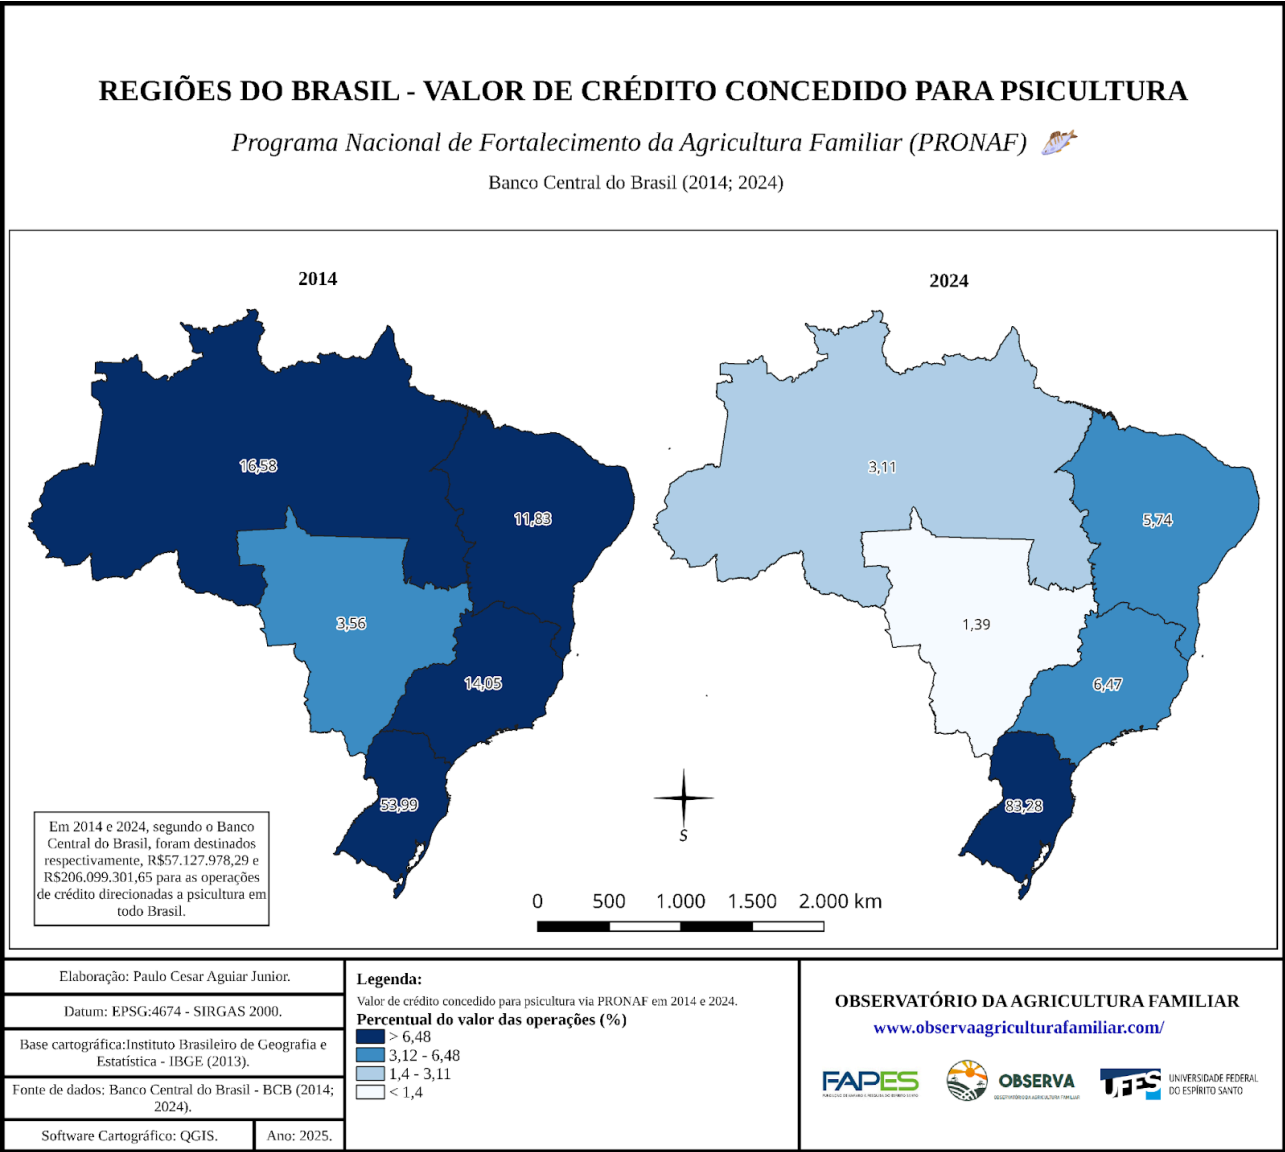 REGIÕES DO BRASIL - VALOR DE CRÉDITO CONCEDIDO PARA PSICULTURA
Programa Nacional de Fortalecimento da Agricultura Familiar (PRONAF)
Banco Central do Brasil (2014; 2024)
2014
16,58
11,83
3,56
14,05
53,99
2024
3,11
5,74
1,39
6,47
83,28
S
Em 2014 e 2024, segundo o Banco
Central do Brasil, foram destinados
respectivamente, R$57.127.978,29 e
R$206.099.301,65 para as operações
de crédito direcionadas a psicultura em
todo Brasil.
0 500 1.000 1.500 2.000 km
Elaboração: Paulo Cesar Aguiar Junior.
Datum: EPSG:4674 - SIRGAS 2000.
Base cartográfica:Instituto Brasileiro de Geografia e
Estatística - IBGE (2013).
Fonte de dados: Banco Central do Brasil - BCB (2014;
2024).
Software Cartográfico: QGIS.
Ano: 2025.
Legenda:
Valor de crédito concedido para psicultura via PRONAF em 2014 e 2024.
Percentual do valor das operações (%)
> 6,48
3,12 - 6,48
1,4 - 3,11
< 1,4
OBSERVATÓRIO DA AGRICULTURA FAMILIAR
www.observaagriculturafamiliar.com/
FAPES
OBSERVA
OBSERVATÓRIO DA AGRICULTURA FAMILIAR
UFES
UNIVERSIDADE FEDERAL
DO ESPÍRITO SANTO